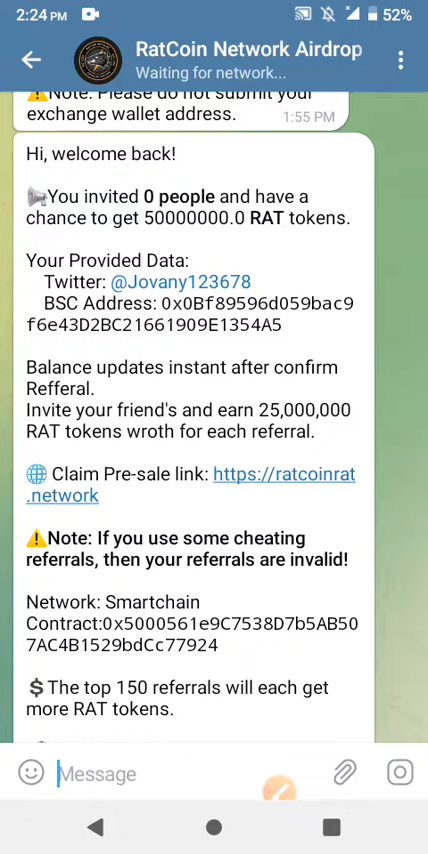 2:24 PM
52%
RatCoin Network Airdrop
Waiting for network...
⚠️Note: Please do not submit your
exchange wallet address.
1:55 PM
Hi, welcome back!
📢You invited 0 people and have a
chance to get 50000000.0 RAT tokens.
Your Provided Data:
Twitter: @Jovany123678
BSC Address: 0x0Bf89596d059bac9
f6e43D2BC21661909E1354A5
Balance updates instant after confirm
Refferal.
Invite your friend's and earn 25,000,000
RAT tokens wroth for each referral.
🌐 Claim Pre-sale link: https://ratcoinrat
.network
⚠️Note: If you use some cheating
referrals, then your referrals are invalid!
Network: Smartchain
Contract:0x5000561e9C7538D7b5AB50
7AC4B1529bdCc77924
💲The top 150 referrals will each get
more RAT tokens.
Message